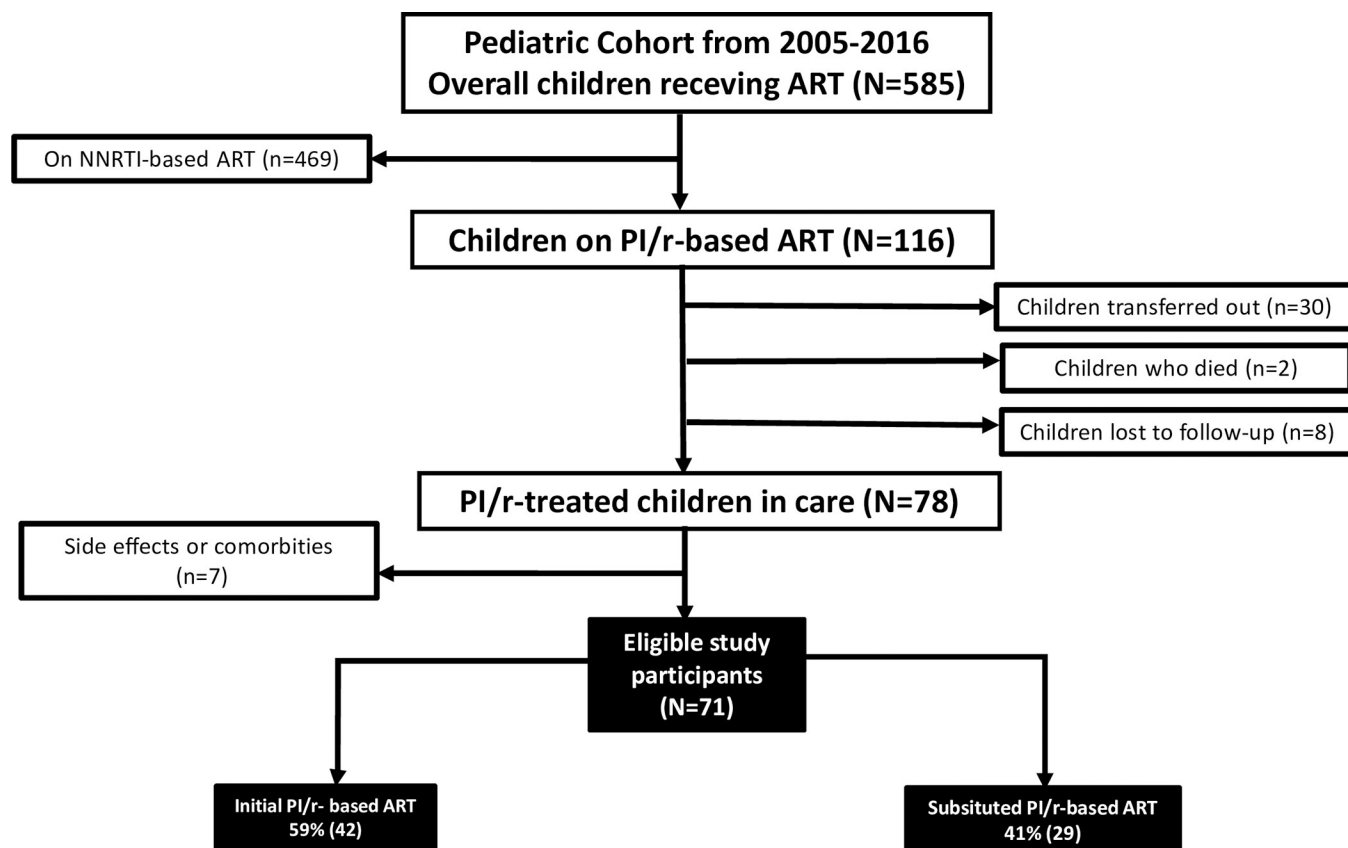 Pediatric Cohort from 2005-2016
Overall children receving ART (N=585)
On NNRTI-based ART (n=469)
Children on PI/r-based ART (N=116)
Children transferred out (n=30)
Children who died (n=2)
Children lost to follow-up (n=8)
PI/r-treated children in care (N=78)
Side effects or comorbities
(n=7)
Eligible study
participants
(N=71)
Initial PI/r- based ART
59% (42)
Subsituted PI/r-based ART
41% (29)